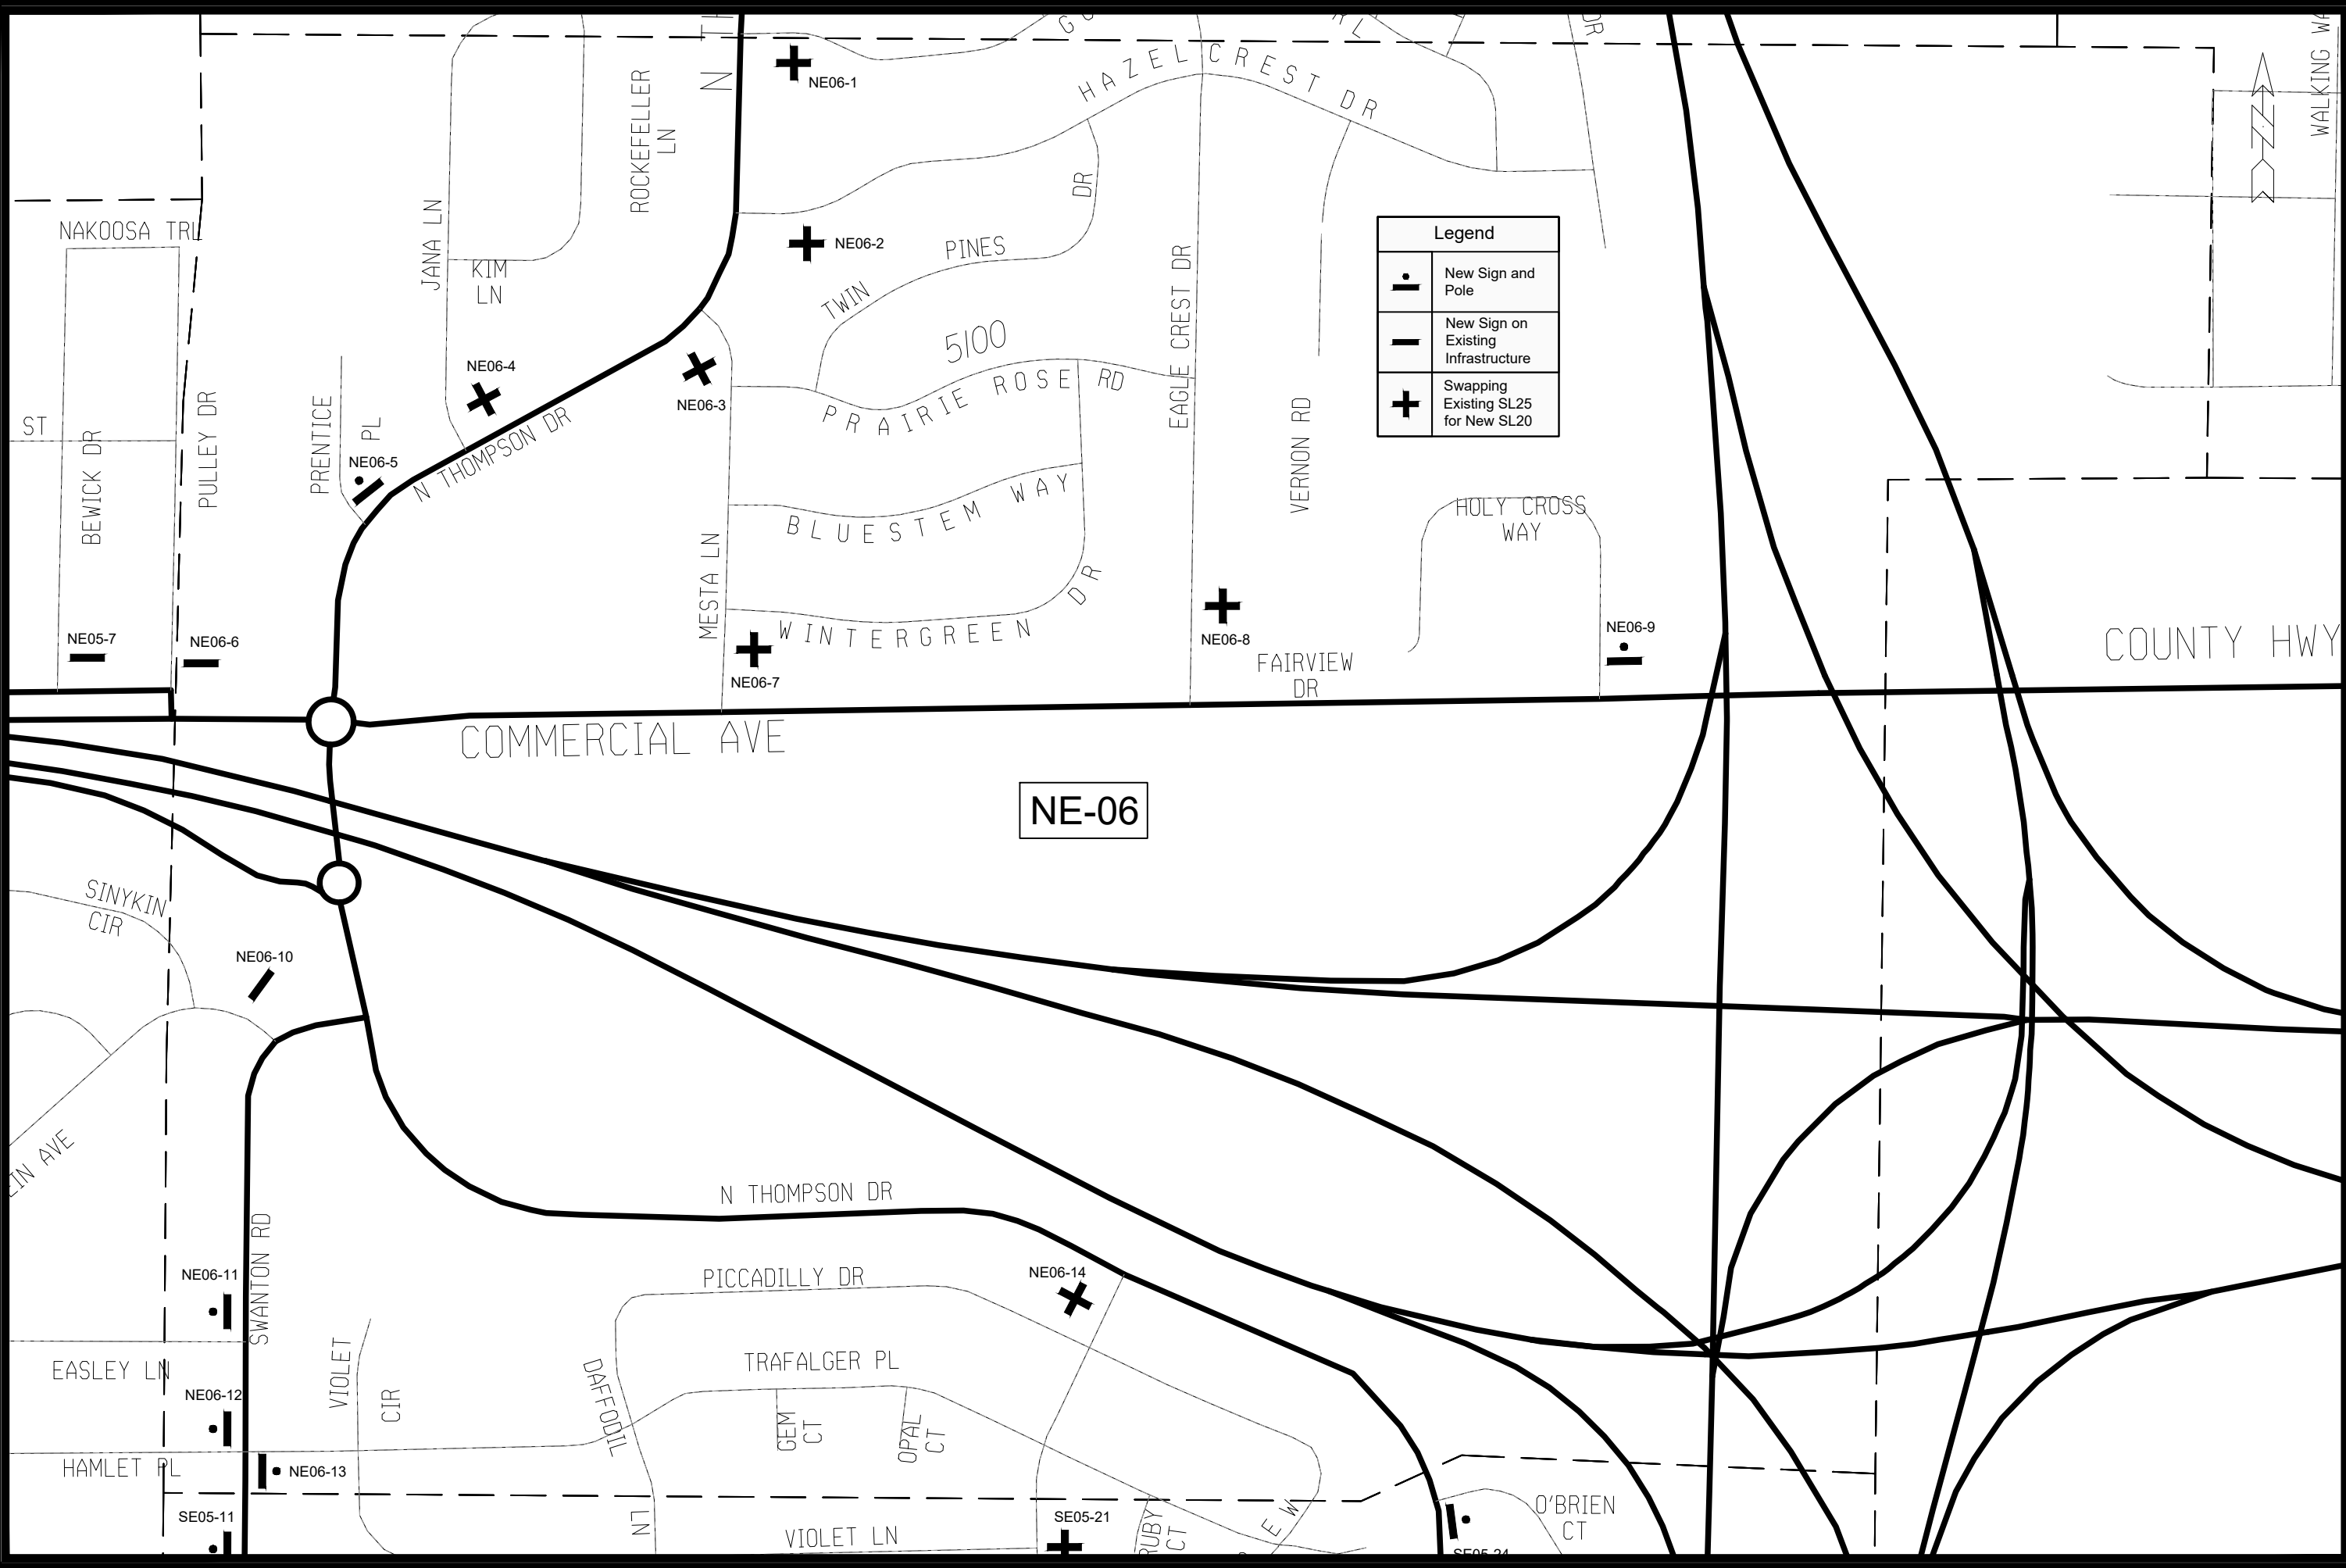 NE06-1
HAZELCREST DR
WALKING
N
ROCKEFELLER
LN
NAKOOSA TRL
JANA LN
KIM
LN
NE06-2
PINES
DR
TWIN
5100
EAGLE CREST DR
Legend
New Sign and
Pole
New Sign on
Existing
Infrastructure
Swapping
Existing SL25
for New SL20
NE06-4
NE06-3
PRAIRIE ROSE RD
ST
BEWICK DR
PULLEY DR
PRENTICE
PL
NE06-5
N THOMPSON DR
BLUESTEM WAY
VERNON RD
HOLY CROSS
WAY
MESTA LN
WINTERGREEN
DR
NE05-7
NE06-6
NE06-7
NE06-8
FAIRVIEW
DR
NE06-9
COUNTY HWY
COMMERCIAL AVE
NE-06
SINYKIN
CIR
NE06-10
AVE
N THOMPSON DR
SWANTON RD
NE06-11
PICCADILLY DR
NE06-14
EASLEY LN
VIOLET
CIR
DAFFODIL
LN
TRAFALGER PL
GEM
CT
OPAL
CT
NE06-12
HAMLET PL
NE06-13
SE05-11
VIOLET LN
SE05-21
RUBY
CT
O'BRIEN
CT
SE05-24